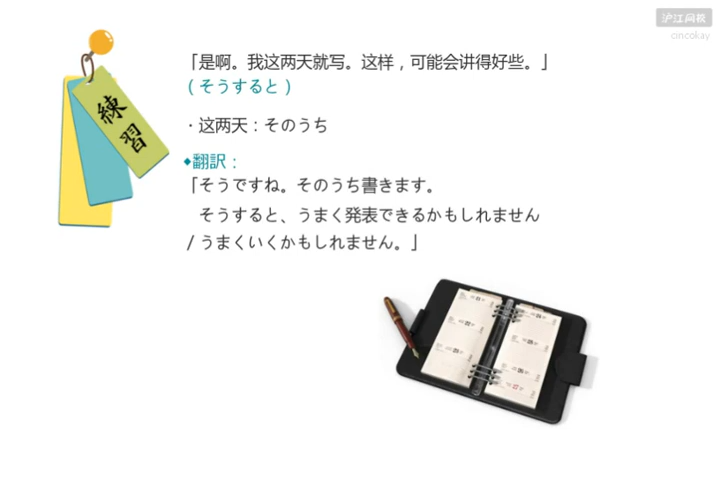 沪江网校
cincokay
練習
「是啊。我这两天就写。这样，可能会讲得好些。」
（そうすると）
・这两天：そのうち
◆翻訳：
「そうですね。そのうち書きます。
そうすると、うまく発表できるかもしれません
/ うまくいくかもしれません。」